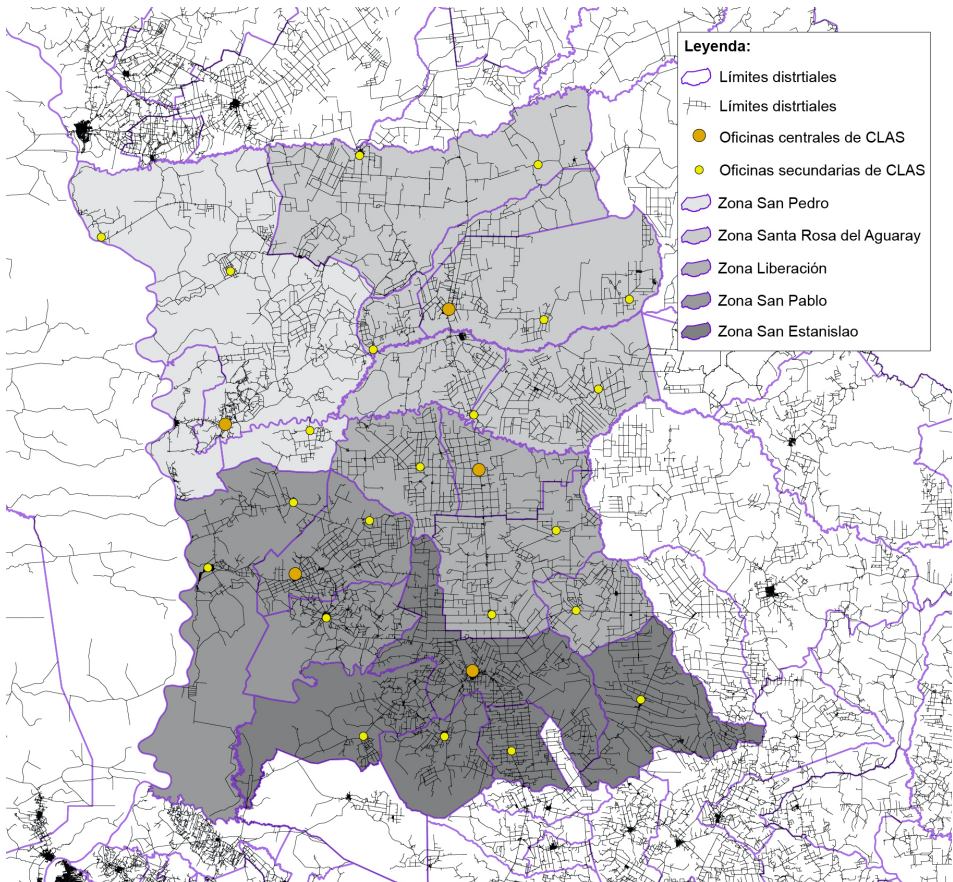 Leyenda:
Límites distrtiales
Límites distrtiales
Oficinas centrales de CLAS
Oficinas secundarias de CLAS
Zona San Pedro
Zona Santa Rosa del Aguaray
Zona Liberación
Zona San Pablo
Zona San Estanislao